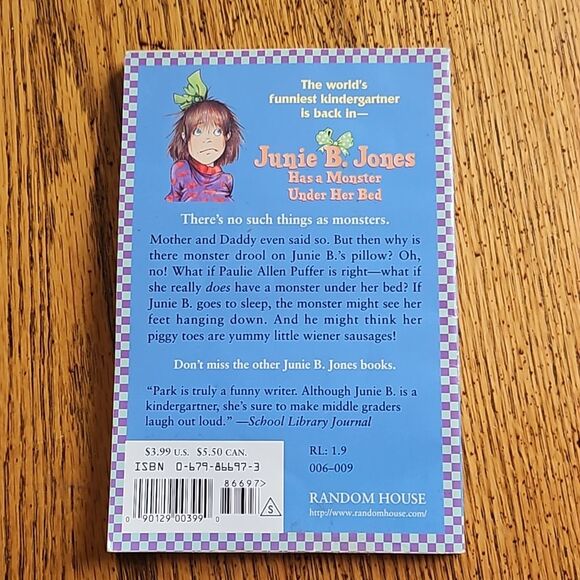 The world's
funniest kindergartner
is back in—
Junie B. Jones
Has a Monster
Under Her Bed
There's no such things as monsters.
Mother and Daddy even said so. But then why is
there monster drool on Junie B.'s pillow? Oh,
no! What if Paulie Allen Puffer is right—what if
she really does have a monster under her bed? If
Junie B. goes to sleep, the monster might see her
feet hanging down. And he might think her
piggy toes are yummy little wiener sausages!
Don't miss the other Junie B. Jones books.
"Park is truly a funny writer. Although Junie B. is a
kindergartner, she's sure to make middle graders
laugh out loud." —School Library Journal
$3.99 U.S. $5.50 CAN.
ISBN 0-679-86697-3
86697>
0 90129 00399 0
S
RL: 1.9
006-009
RANDOM HOUSE
http://www.randomhouse.com/